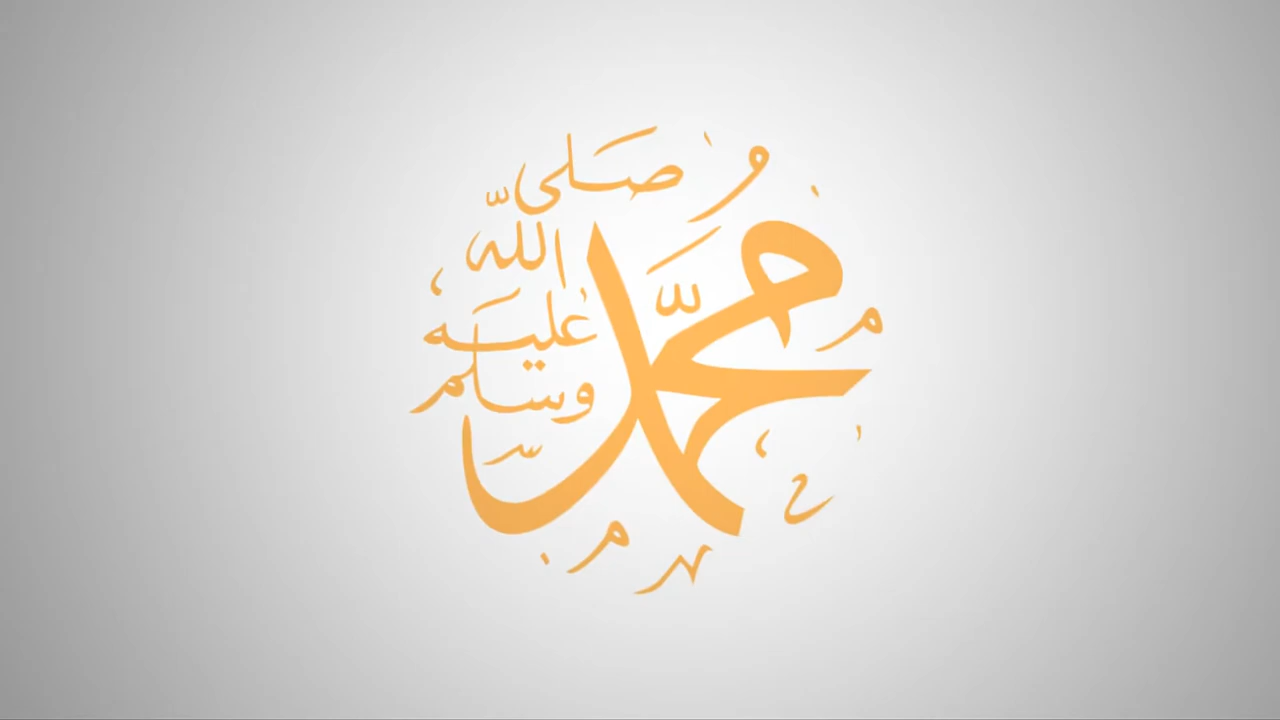 محمد
صلى
الله
عليه
وسلم